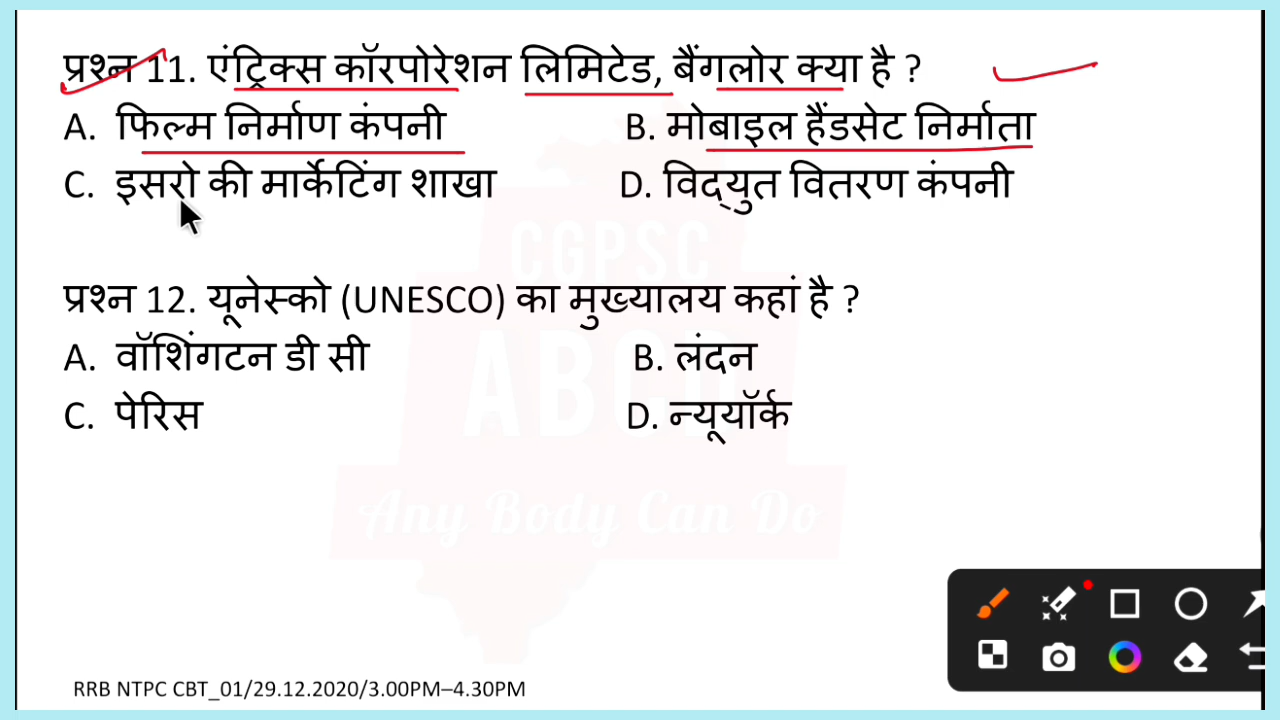 प्रश्न 11. एंट्रिक्स कॉरपोरेशन लिमिटेड, बैंगलोर क्या है ?
A. फिल्म निर्माण कंपनी B. मोबाइल हैंडसेट निर्माता
C. इसरो की मार्केटिंग शाखा D. विद्युत वितरण कंपनी
CGPSC
प्रश्न 12. यूनेस्को (UNESCO) का मुख्यालय कहां है ?
A. वॉशिंगटन डी सी B. लंदन
ABCD
C. पेरिस D. न्यूयॉर्क
Any Body Can Do
RRB NTPC CBT_01/29.12.2020/3.00PM–4.30PM